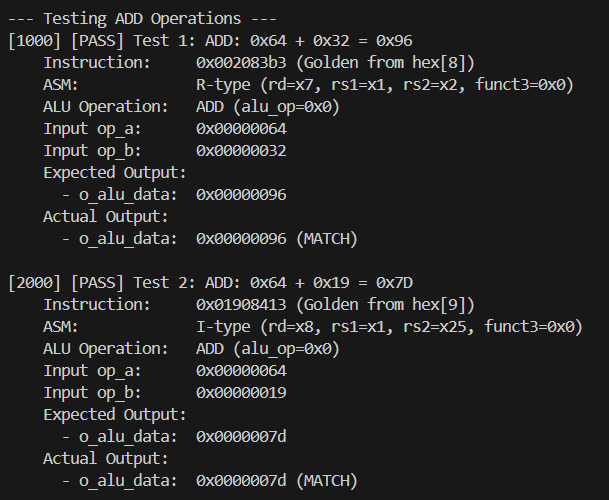 --- Testing ADD Operations ---
[1000] [PASS] Test 1: ADD: 0x64 + 0x32 = 0x96
    Instruction:     0x002083b3 (Golden from hex[8])
    ASM:             R-type (rd=x7, rs1=x1, rs2=x2, funct3=0x0)
    ALU Operation:   ADD (alu_op=0x0)
    Input op_a:      0x00000064
    Input op_b:      0x00000032
    Expected Output:
      - o_alu_data:  0x00000096
    Actual Output:
      - o_alu_data:  0x00000096 (MATCH)

[2000] [PASS] Test 2: ADD: 0x64 + 0x19 = 0x7D
    Instruction:     0x01908413 (Golden from hex[9])
    ASM:             I-type (rd=x8, rs1=x1, rs2=x25, funct3=0x0)
    ALU Operation:   ADD (alu_op=0x0)
    Input op_a:      0x00000064
    Input op_b:      0x00000019
    Expected Output:
      - o_alu_data:  0x0000007d
    Actual Output:
      - o_alu_data:  0x0000007d (MATCH)